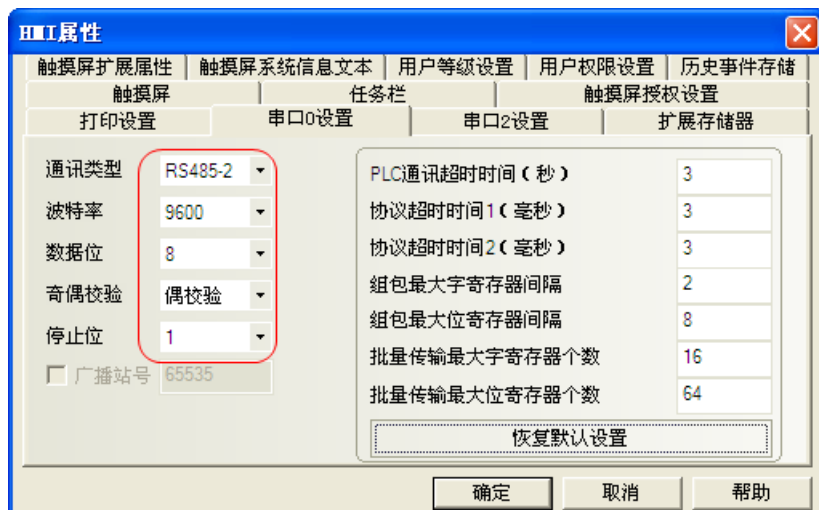 HMI属性
触摸屏扩展属性 触摸屏系统信息文本 用户等级设置 用户权限设置 历史事件存储
触摸屏 任务栏 触摸屏授权设置
打印设置 串口0设置 串口2设置 扩展存储器
通讯类型 RS485-2
波特率 9600
数据位 8
奇偶校验 偶校验
停止位 1
广播站号 65535
PLC通讯超时时间(秒) 3
协议超时时间1(毫秒) 3
协议超时时间2(毫秒) 3
组包最大字寄存器间隔 2
组包最大位寄存器间隔 8
批量传输最大字寄存器个数 16
批量传输最大位寄存器个数 64
恢复默认设置
确定 取消 帮助